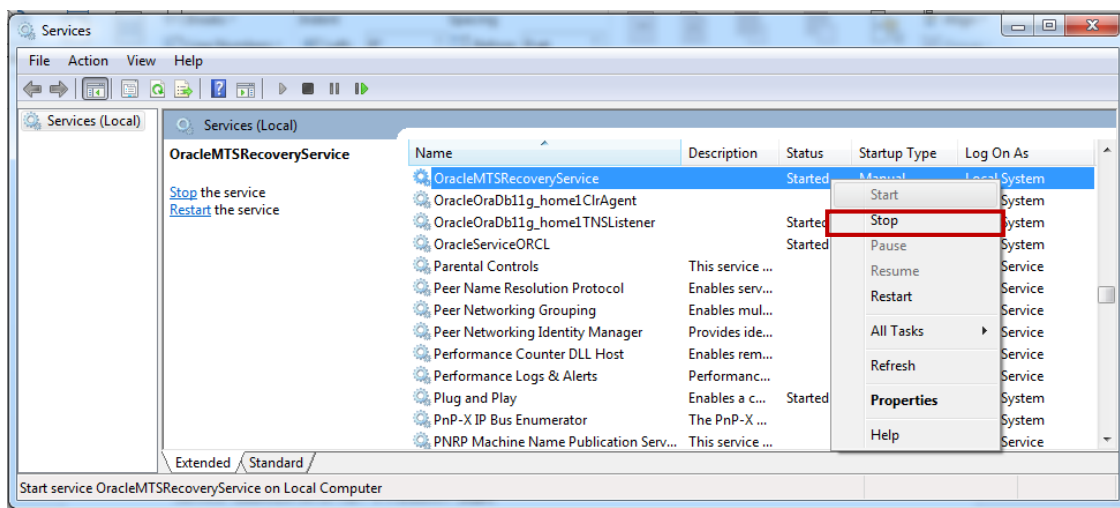 Services
File Action View Help
Services (Local)
Services (Local)
OracleMTSRecoveryService
Stop the service
Restart the service
Name Description Status Startup Type Log On As
OracleMTSRecoveryService Started Manual Local System
OracleOraDb11g_home1ClrAgent System
OracleOraDb11g_home1TNSListener Started System
OracleServiceORCL Started System
Parental Controls This service ... Service
Peer Name Resolution Protocol Enables serv... Service
Peer Networking Grouping Enables mul... Service
Peer Networking Identity Manager Provides ide... Service
Performance Counter DLL Host Enables rem... Service
Performance Logs & Alerts Performanc... Service
Plug and Play Enables a c... Started System
PnP-X IP Bus Enumerator The PnP-X ... System
PNRP Machine Name Publication Serv... This service ... Service
Start
Stop
Pause
Resume
Restart
All Tasks
Refresh
Properties
Help
Extended Standard
Start service OracleMTSRecoveryService on Local Computer